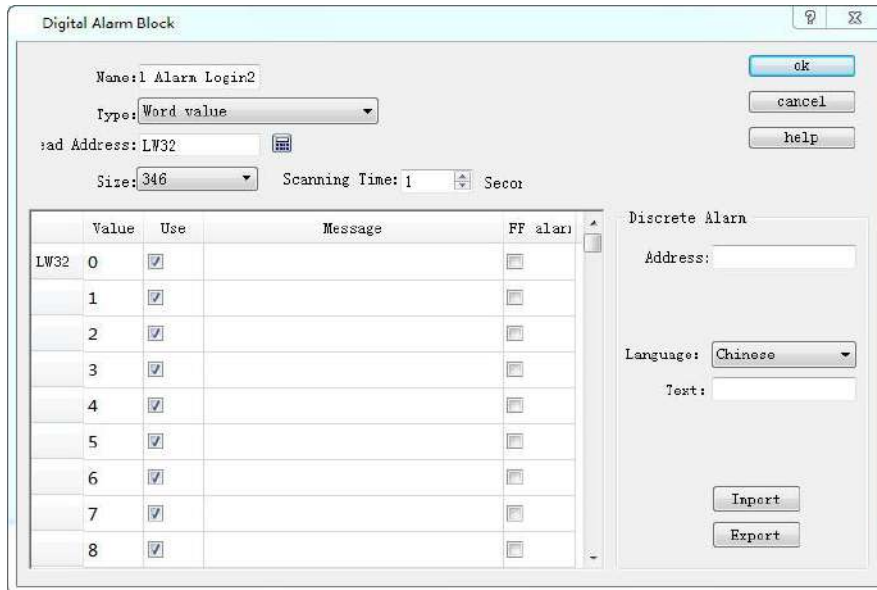 Digital Alarm Block
Name:l Alarm Login2
ok
Type: Word value
cancel
ead Address: LW32
help
Size: 346 Scanning Time: 1 Secor
Value Use Message FF aları
Discrete Alarm
LW32 0
Address:
1
2
3
Language: Chinese
4
Text:
5
6
7
Import
8
Export